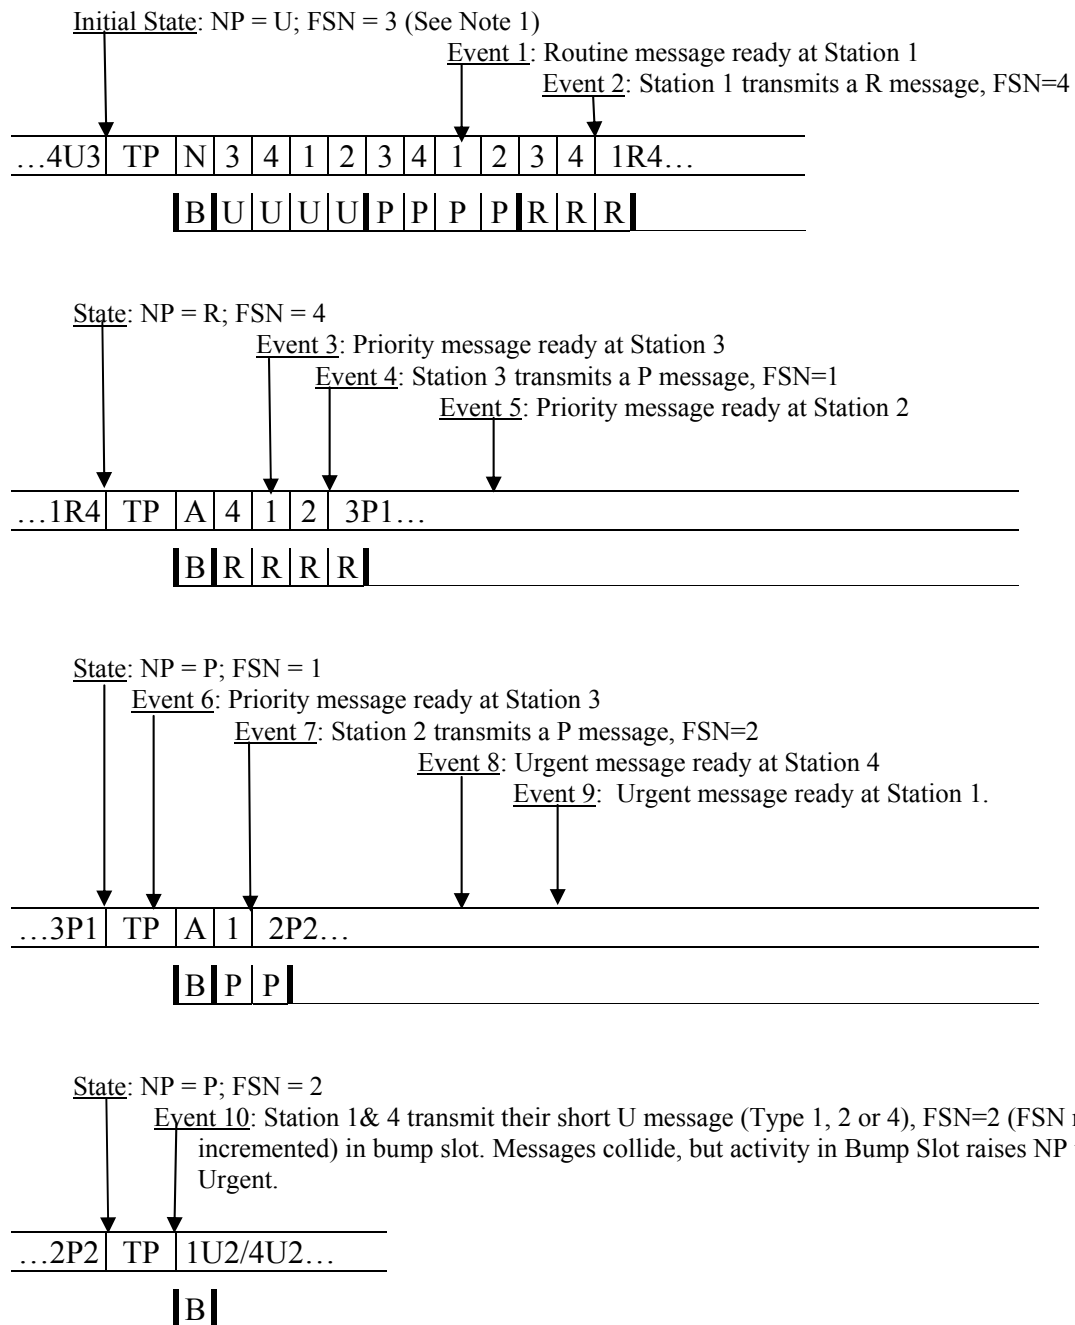 Initial State: NP = U; FSN = 3 (See Note 1)
Event 1: Routine message ready at Station 1
Event 2: Station 1 transmits a R message, FSN=4
…4U3 TP N 3 4 1 2 3 4 1 2 3 4 1R4…
B U U U U P P P P R R R
State: NP = R; FSN = 4
Event 3: Priority message ready at Station 3
Event 4: Station 3 transmits a P message, FSN=1
Event 5: Priority message ready at Station 2
…1R4 TP A 4 1 2 3P1…
B R R R R
State: NP = P; FSN = 1
Event 6: Priority message ready at Station 3
Event 7: Station 2 transmits a P message, FSN=2
Event 8: Urgent message ready at Station 4
Event 9: Urgent message ready at Station 1.
…3P1 TP A 1 2P2…
B P P
State: NP = P; FSN = 2
Event 10: Station 1& 4 transmit their short U message (Type 1, 2 or 4), FSN=2 (FSN
incremented) in bump slot. Messages collide, but activity in Bump Slot raises NP
Urgent.
…2P2 TP 1U2/4U2…
B